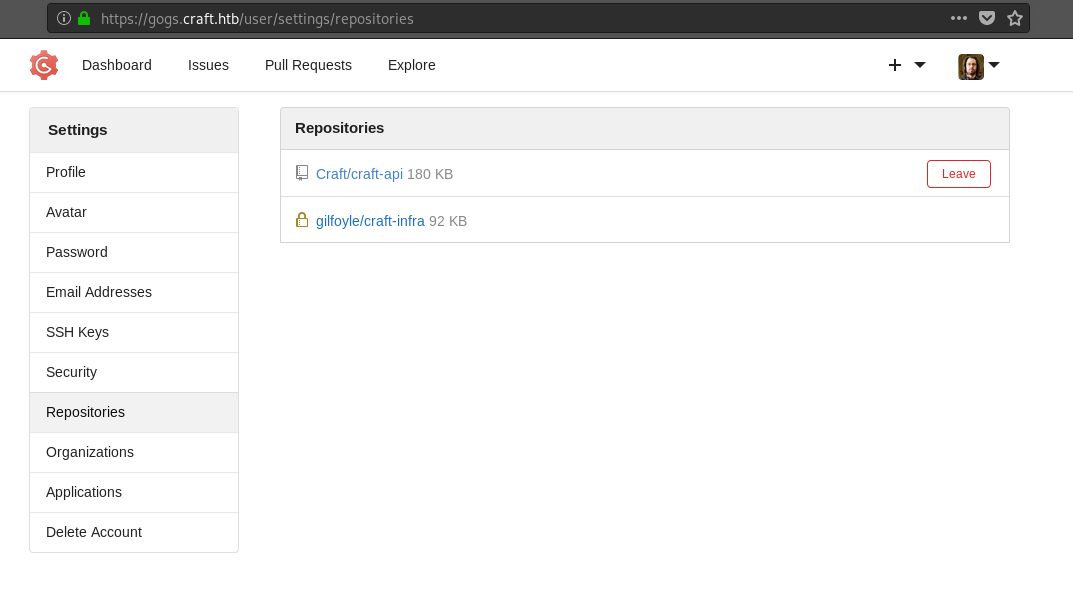 https://gogs.craft.htb/user/settings/repositories
Dashboard Issues Pull Requests Explore
Settings
Profile
Avatar
Password
Email Addresses
SSH Keys
Security
Repositories
Organizations
Applications
Delete Account
Repositories
Craft/craft-api 180 KB Leave
gilfoyle/craft-infra 92 KB